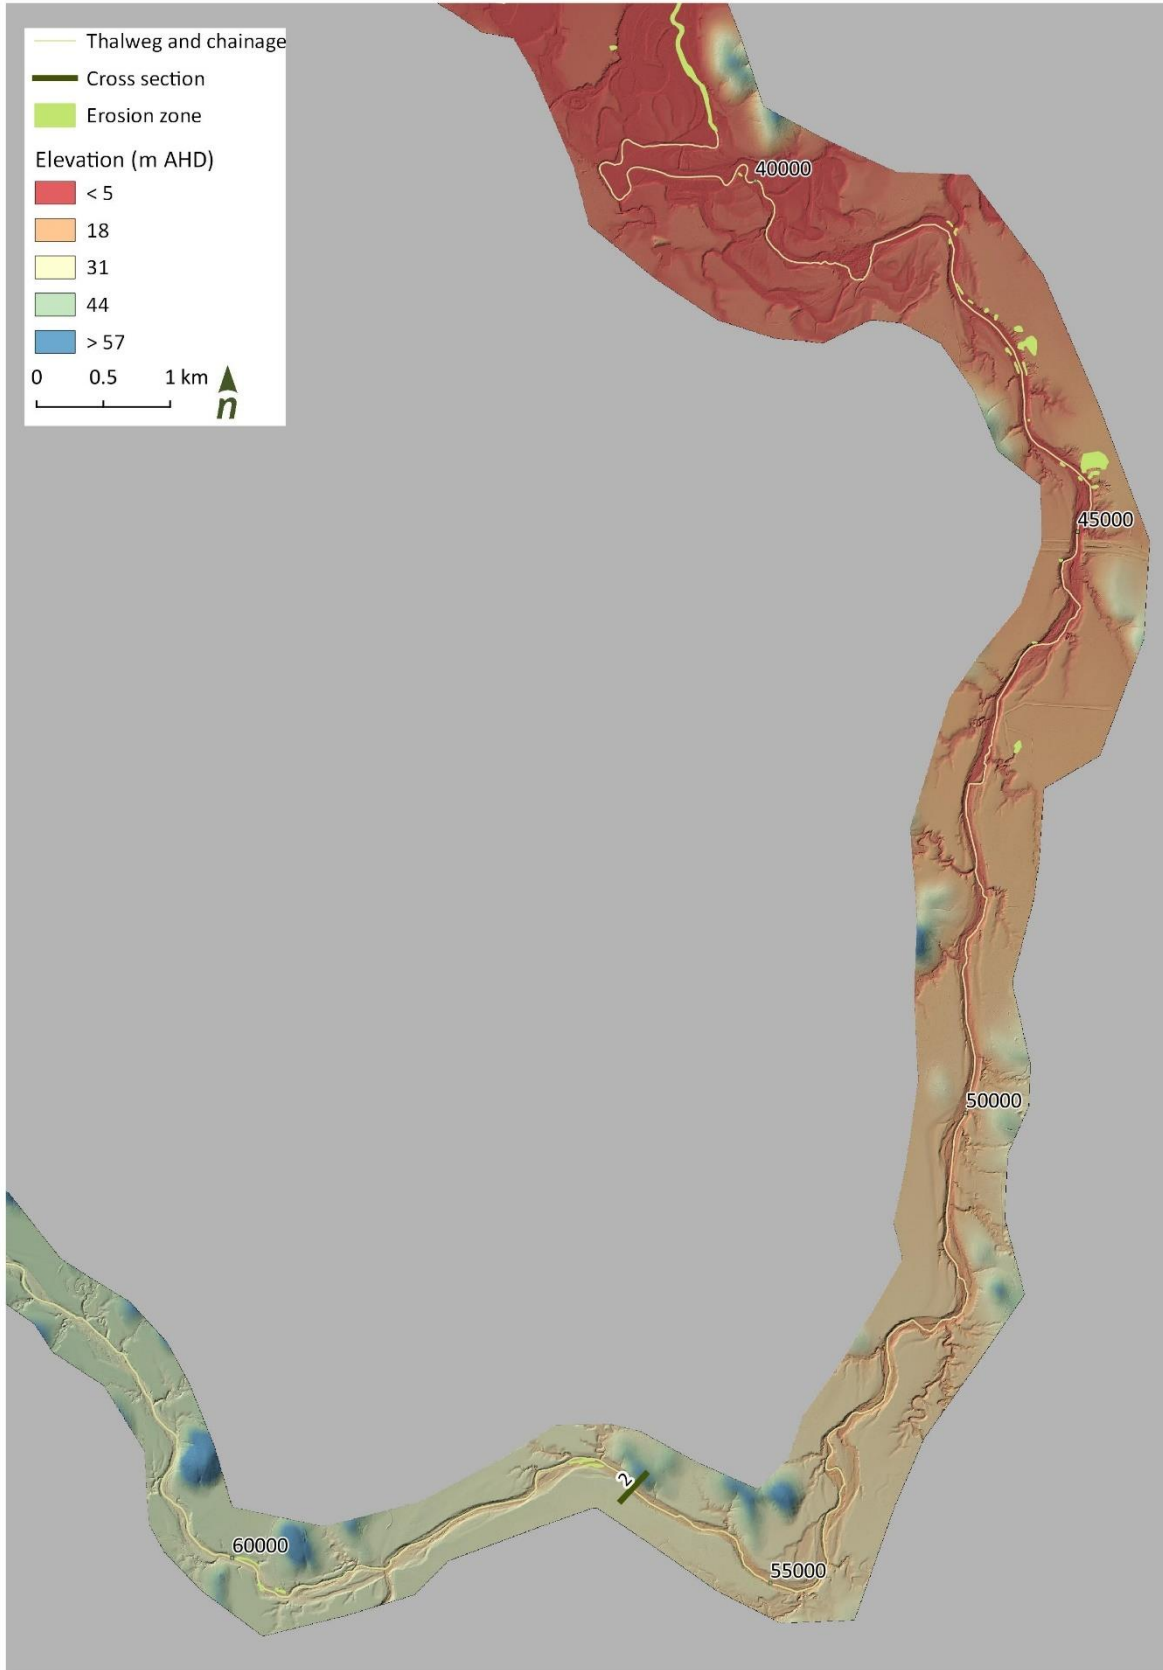 Thalweg and chainage
Cross section
Erosion zone
Elevation (m AHD)
< 5
18
31
44
> 57
0 0.5 1 km
n
40000
45000
50000
2
60000
55000